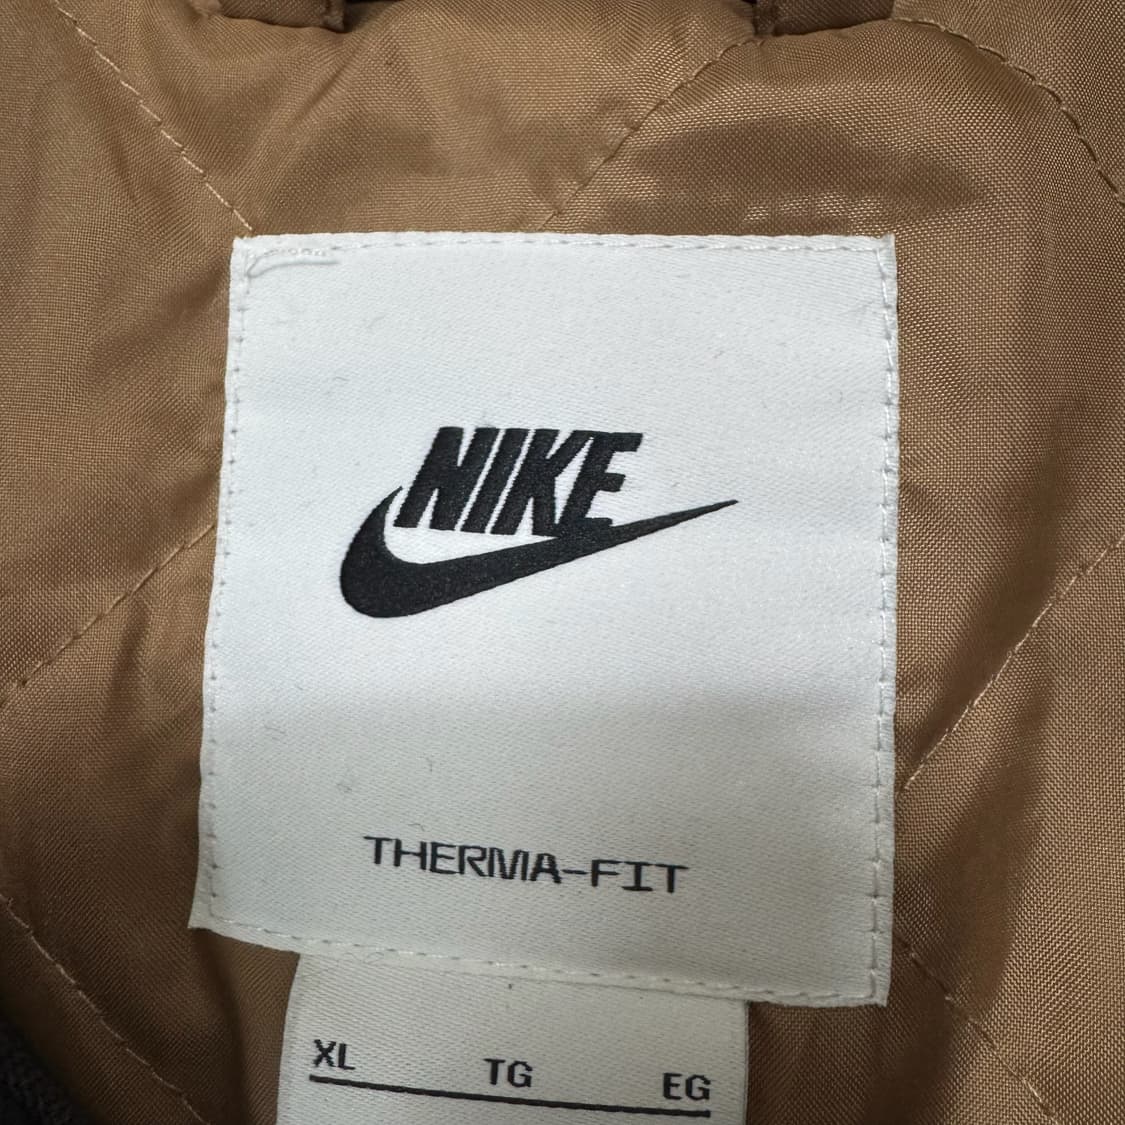 NIKE
THERMA-FIT
XL TG EG